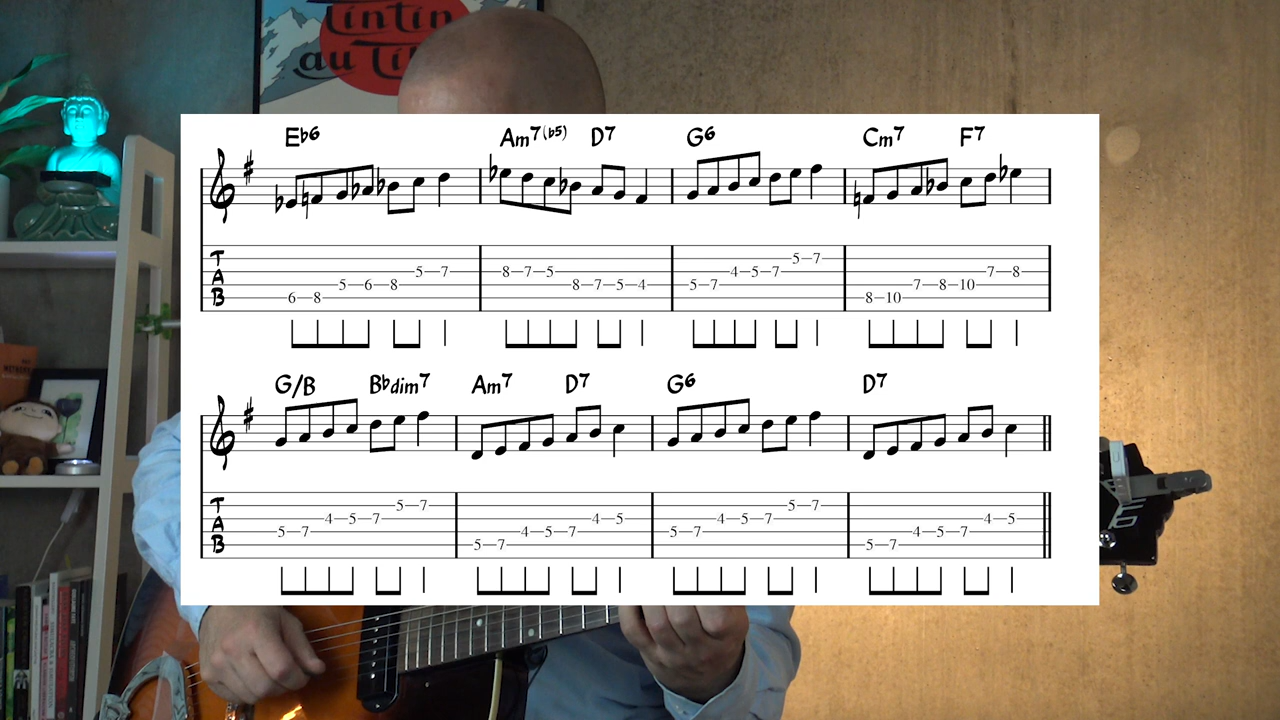 Tintin
au Ti
E♭6 Am7(♭5) D7 G6 Cm7 F7
T
A
B
6 8 5 6 8 5 7 8 7 5 8 7 5 4 5 7 4 5 7 5 7 8 10 7 8 10 7 8
G/B B♭dim7 Am7 D7 G6 D7
T
A
B
5 7 4 5 7 5 7 5 7 4 5 7 4 5 5 7 4 5 7 5 7 5 7 4 5 7 4 5